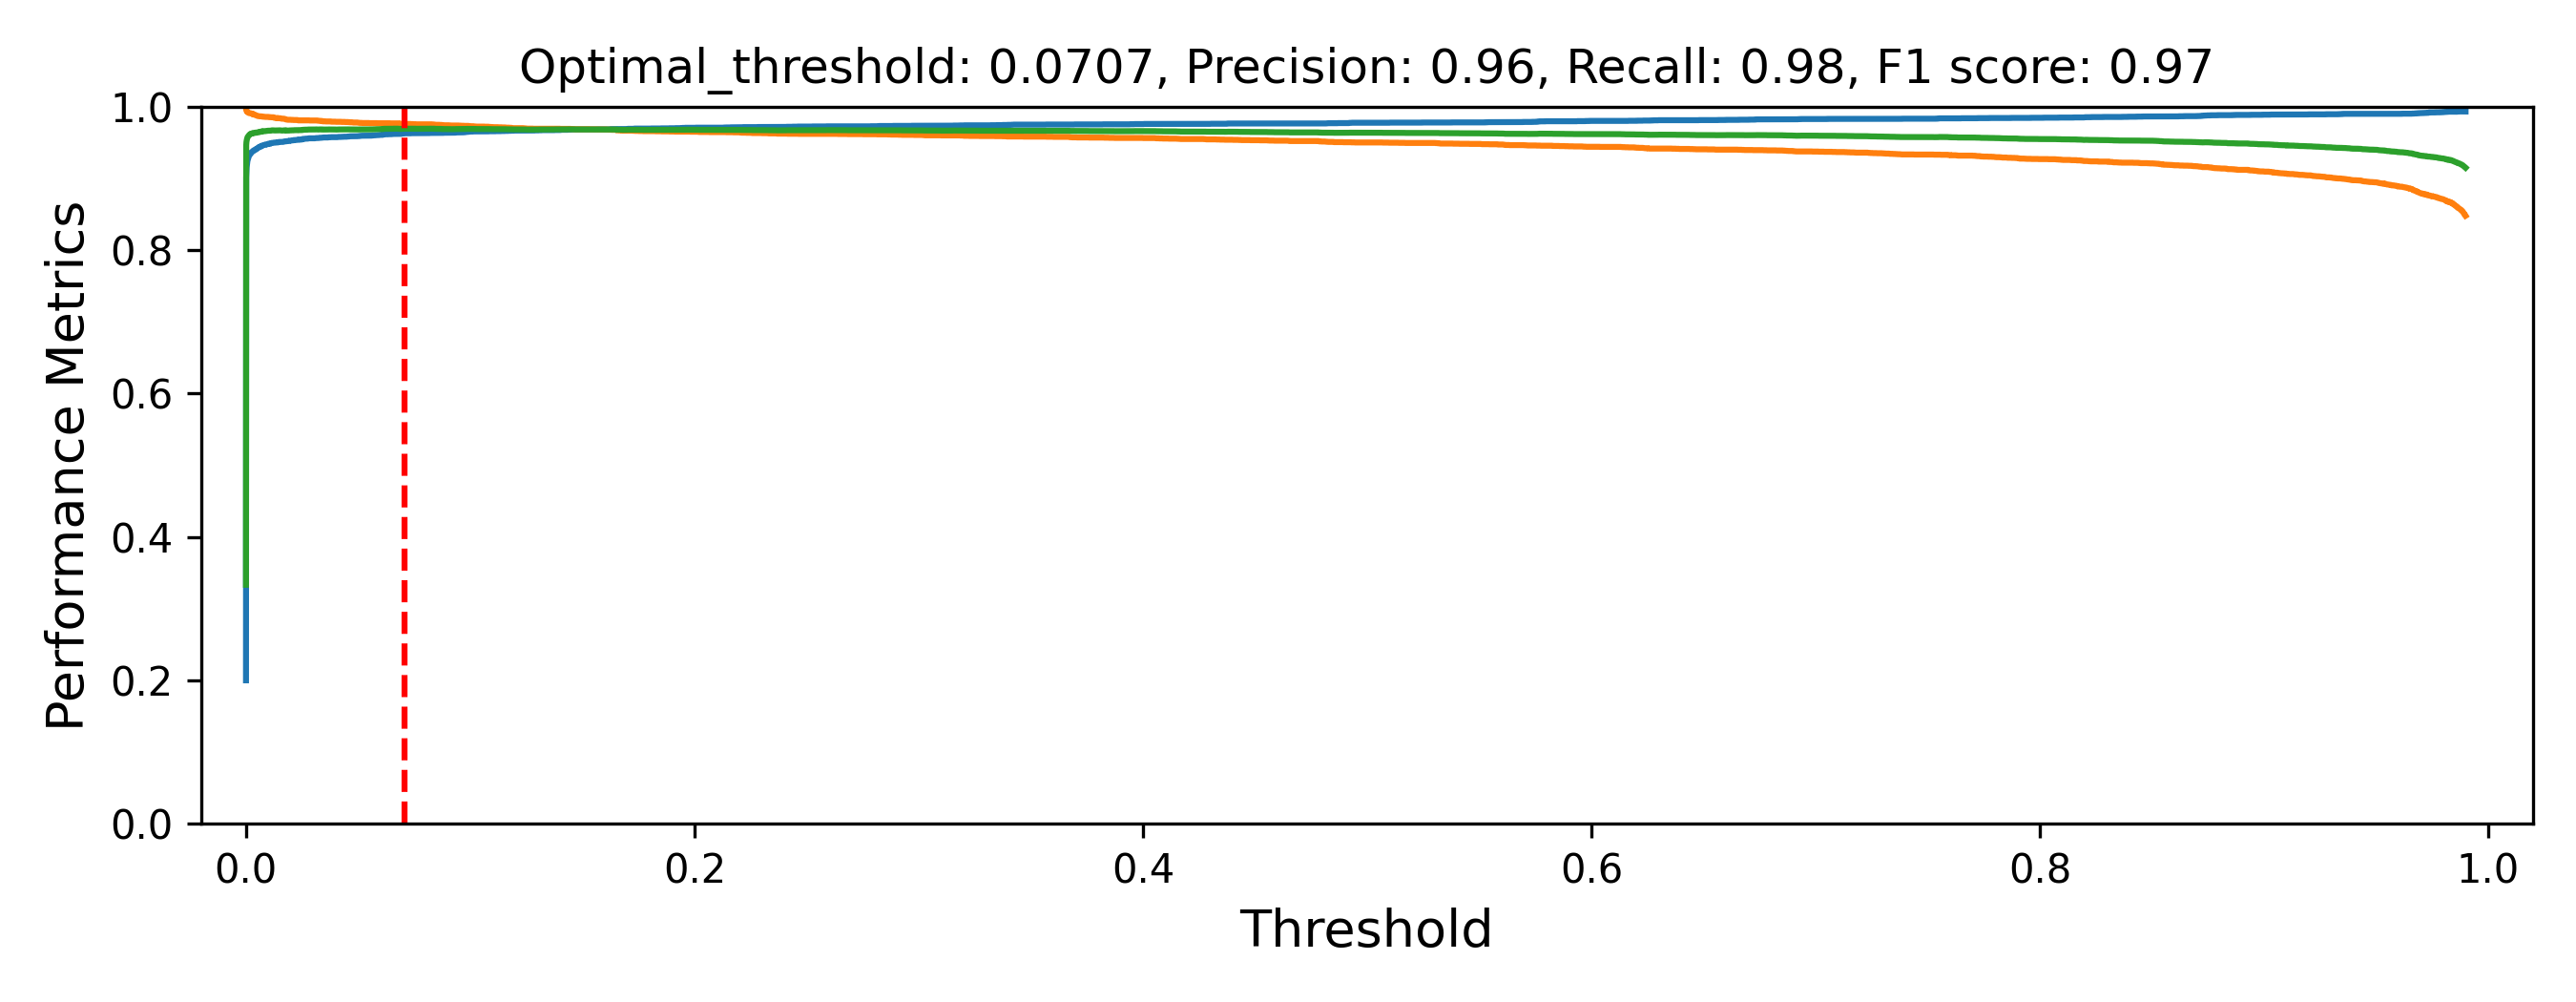 Optimal_threshold: 0.0707, Precision: 0.96, Recall: 0.98, F1 score: 0.97
1.0
0.8
0.6
0.4
0.2
0.0
Performance Metrics
0.0 0.2 0.4 0.6 0.8 1.0
Threshold